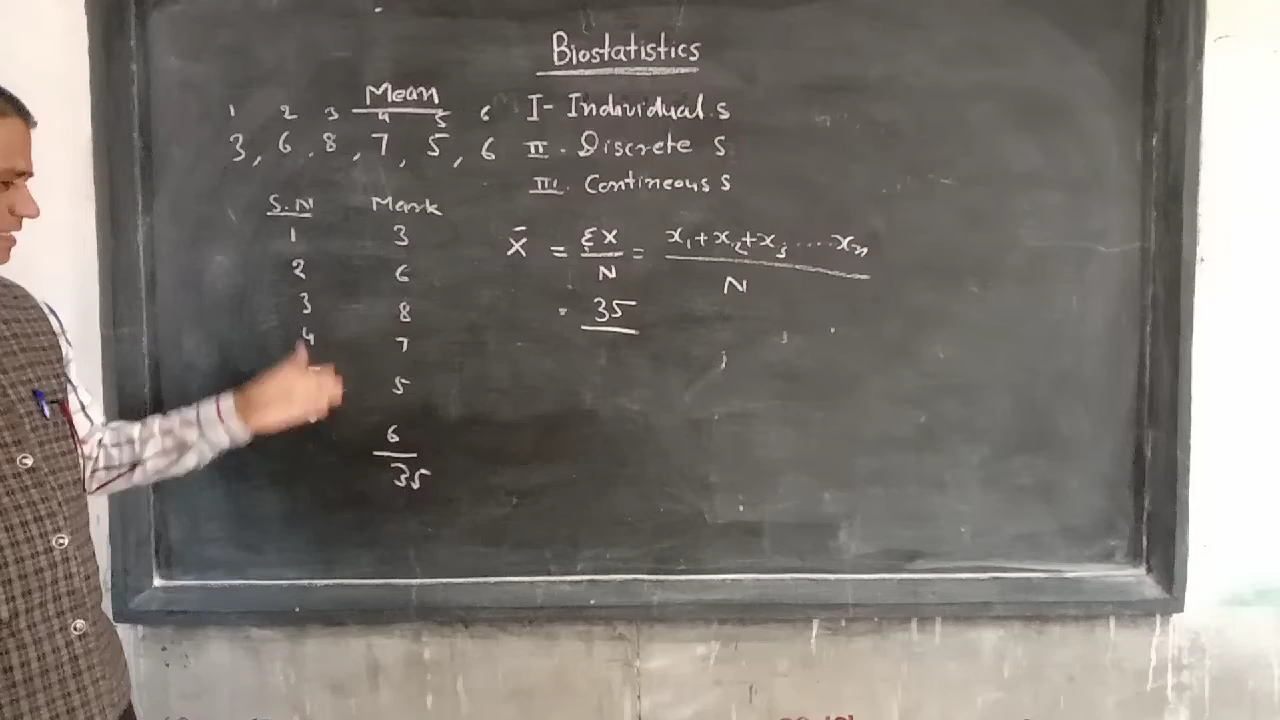 Biostatistics
Mean
1 2 3 4 5 6
3, 6, 8, 7, 5, 6
I- Individual. s
II. Discrete S
III. Contineous s
S.N Mark
1 3
2 6
3 8
4 7
5
6
35
X̄ = ΣX/N = x₁+x₂+x₃.....xn/N
= 35